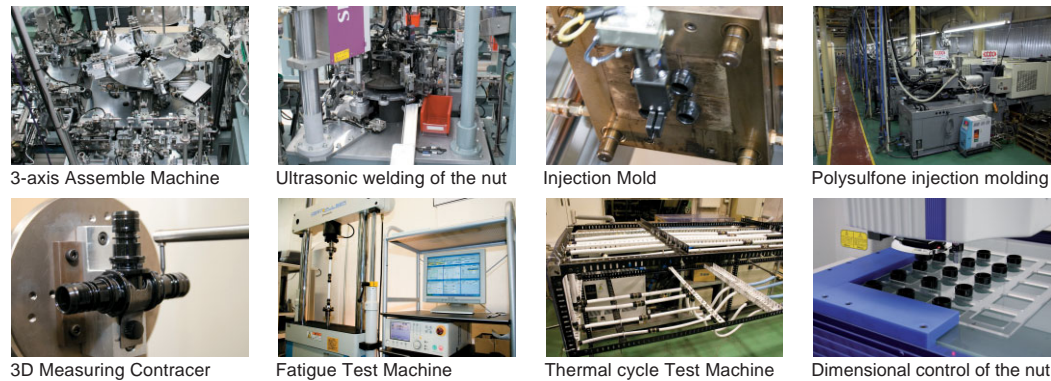 3-axis Assemble Machine
Ultrasonic welding of the nut
Injection Mold
Polysulfone injection molding
3D Measuring Contracer
Fatigue Test Machine
Thermal cycle Test Machine
Dimensional control of the nut